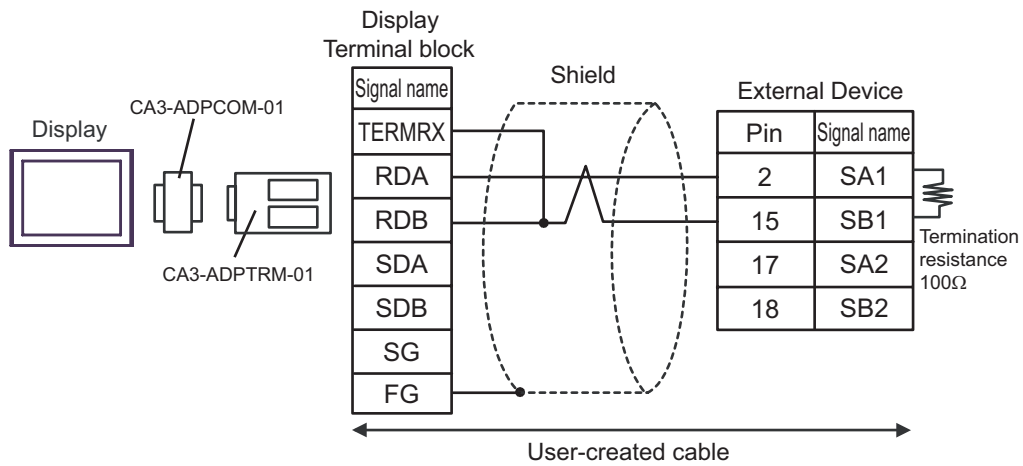 Display
Terminal block
Signal name
TERMRX
RDA
RDB
SDA
SDB
SG
FG
Shield
External Device
Pin Signal name
2 SA1
15 SB1
17 SA2
18 SB2
Termination
resistance
100Ω
Display
CA3-ADPCOM-01
CA3-ADPTRM-01
User-created cable